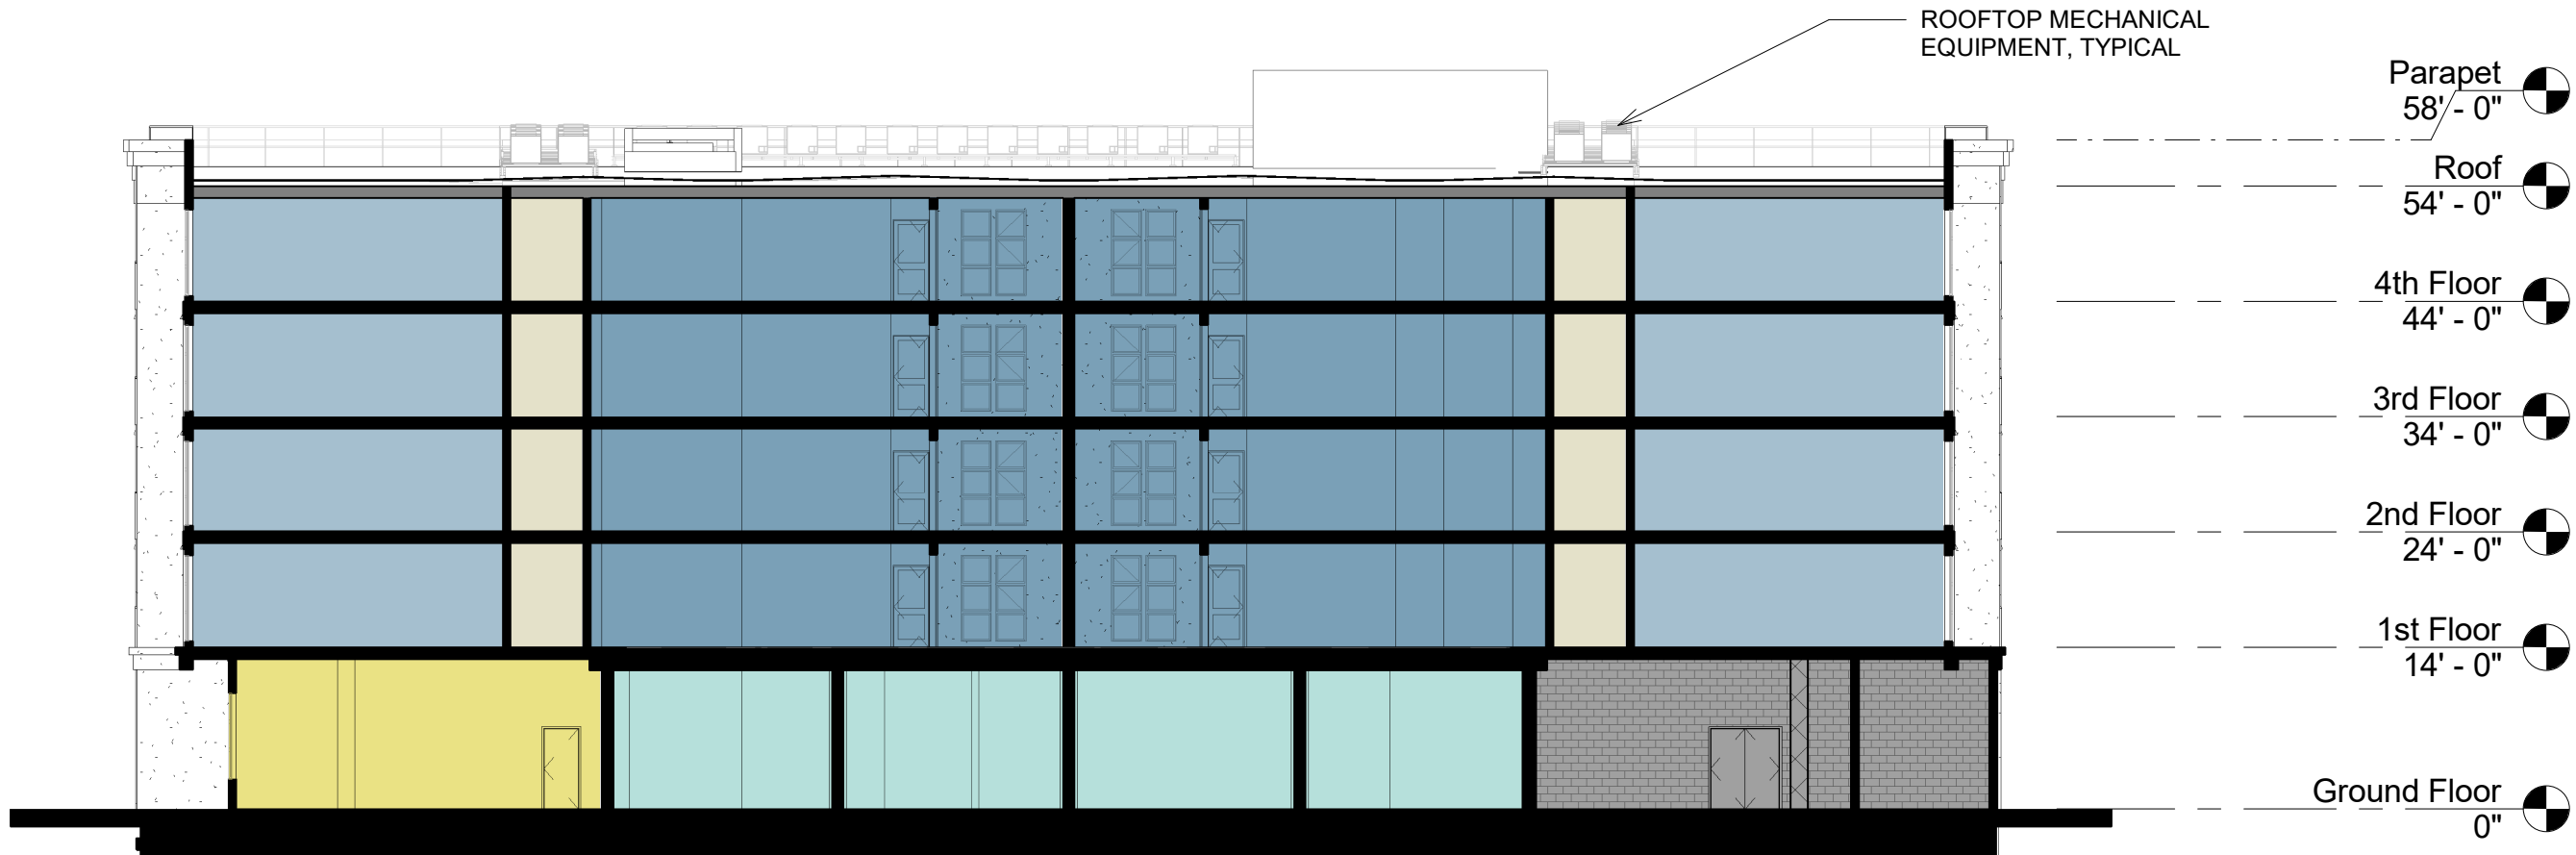 ROOFTOP MECHANICAL
EQUIPMENT, TYPICAL
Parapet
58' - 0"
Roof
54' - 0"
4th Floor
44' - 0"
3rd Floor
34' - 0"
2nd Floor
24' - 0"
1st Floor
14' - 0"
Ground Floor
0"